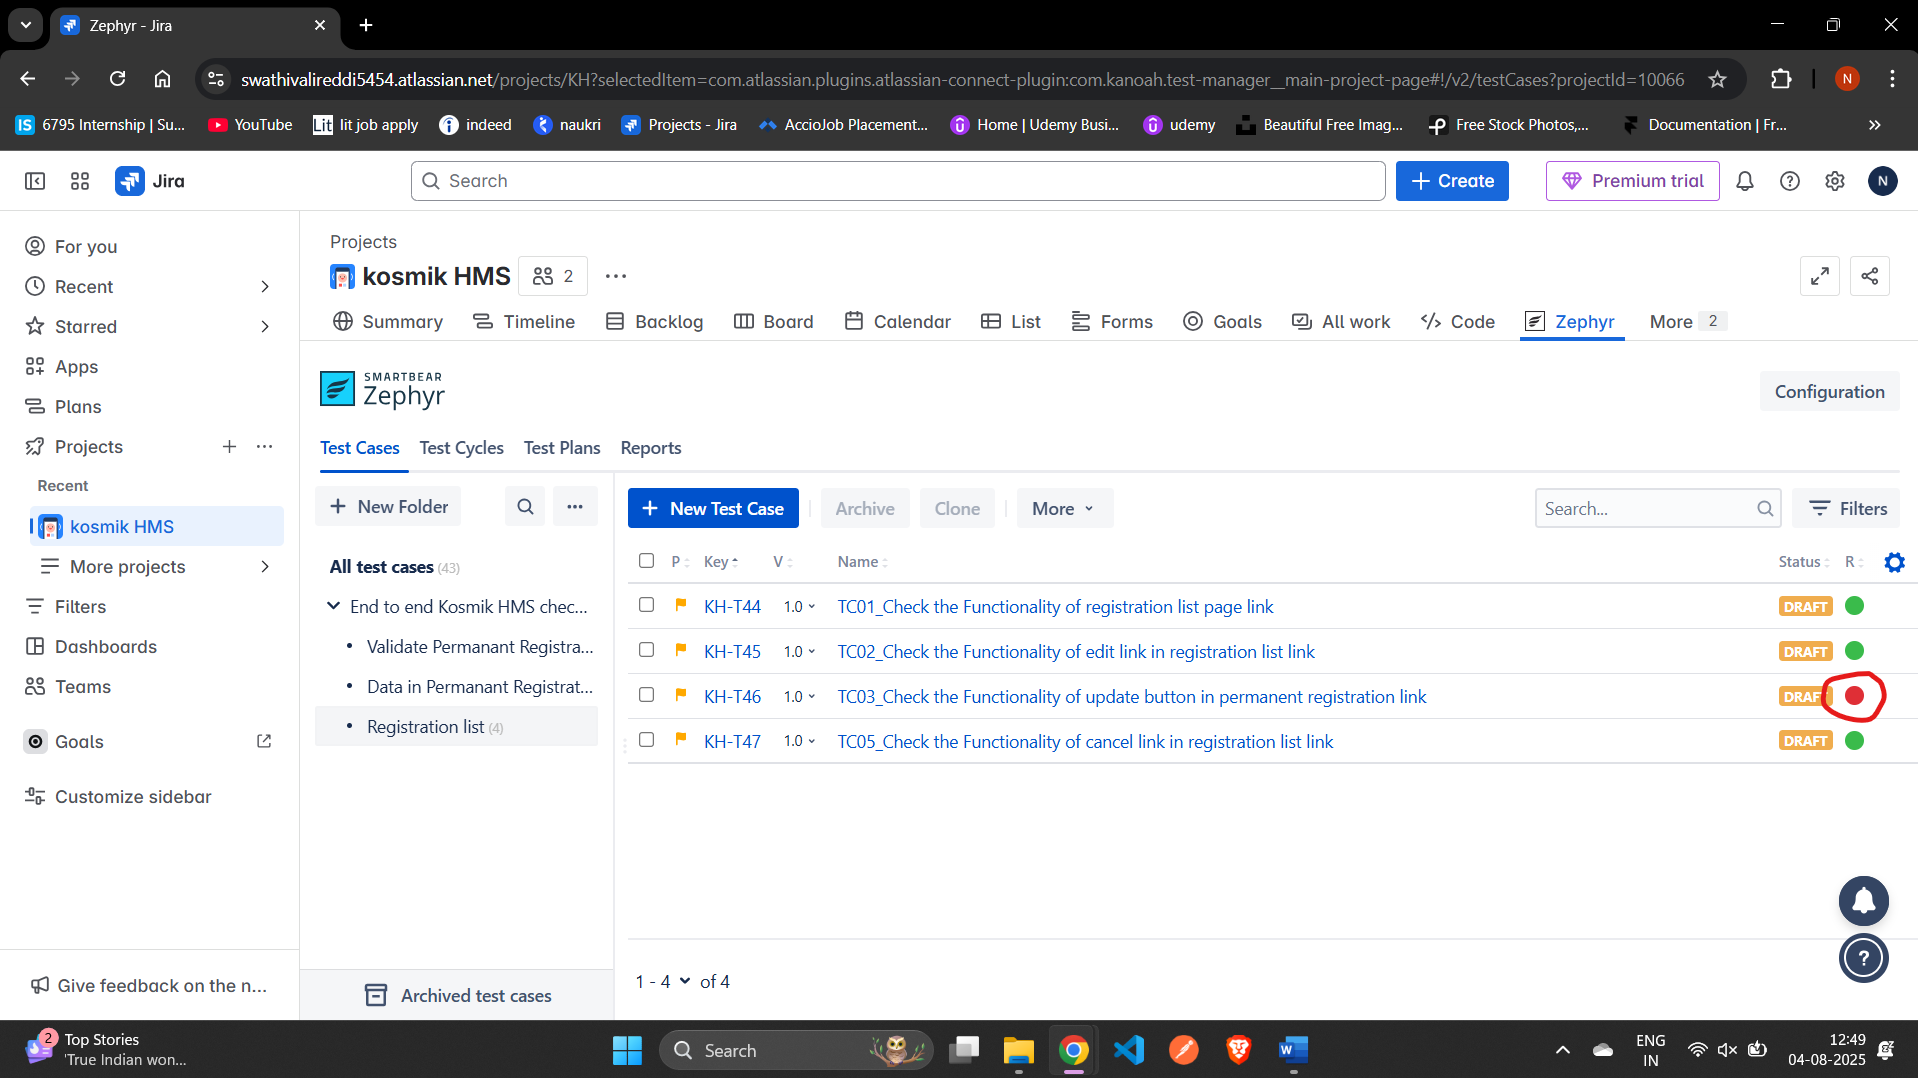 Zephyr - Jira
swathivalireddi5454.atlassian.net/projects/KH?selectedItem=com.atlassian.plugins.atlassian-connect-plugin:com.kanoah.test-manager__main-project-page#!/v2/testCases?projectId=10066
N
IS 6795 Internship | Su... YouTube Lit lit job apply indeed naukri Projects - Jira AccioJob Placement... Home | Udemy Busi... udemy Beautiful Free Imag... Free Stock Photos,... Documentation | Fr... »
Jira
Search
+ Create
Premium trial
N
For you
Recent
Starred
Apps
Plans
Projects
Recent
kosmik HMS
More projects
Filters
Dashboards
Teams
Goals
Customize sidebar
Give feedback on the n...
Projects
kosmik HMS 2
Summary Timeline Backlog Board Calendar List Forms Goals All work Code Zephyr More 2
SMARTBEAR
Zephyr
Configuration
Test Cases Test Cycles Test Plans Reports
+ New Folder
All test cases (43)
End to end Kosmik HMS chec...
• Validate Permanant Registra...
• Data in Permanant Registrat...
• Registration list (4)
Archived test cases
+ New Test Case Archive Clone More
Search...
Filters
P Key V Name Status R
KH-T44 1.0 TC01_Check the Functionality of registration list page link DRAFT
KH-T45 1.0 TC02_Check the Functionality of edit link in registration list link DRAFT
KH-T46 1.0 TC03_Check the Functionality of update button in permanent registration link DRAFT
KH-T47 1.0 TC05_Check the Functionality of cancel link in registration list link DRAFT
1 - 4 of 4
?
2
Top Stories
'True Indian won...
Search
W
ENG
IN
12:49
04-08-2025